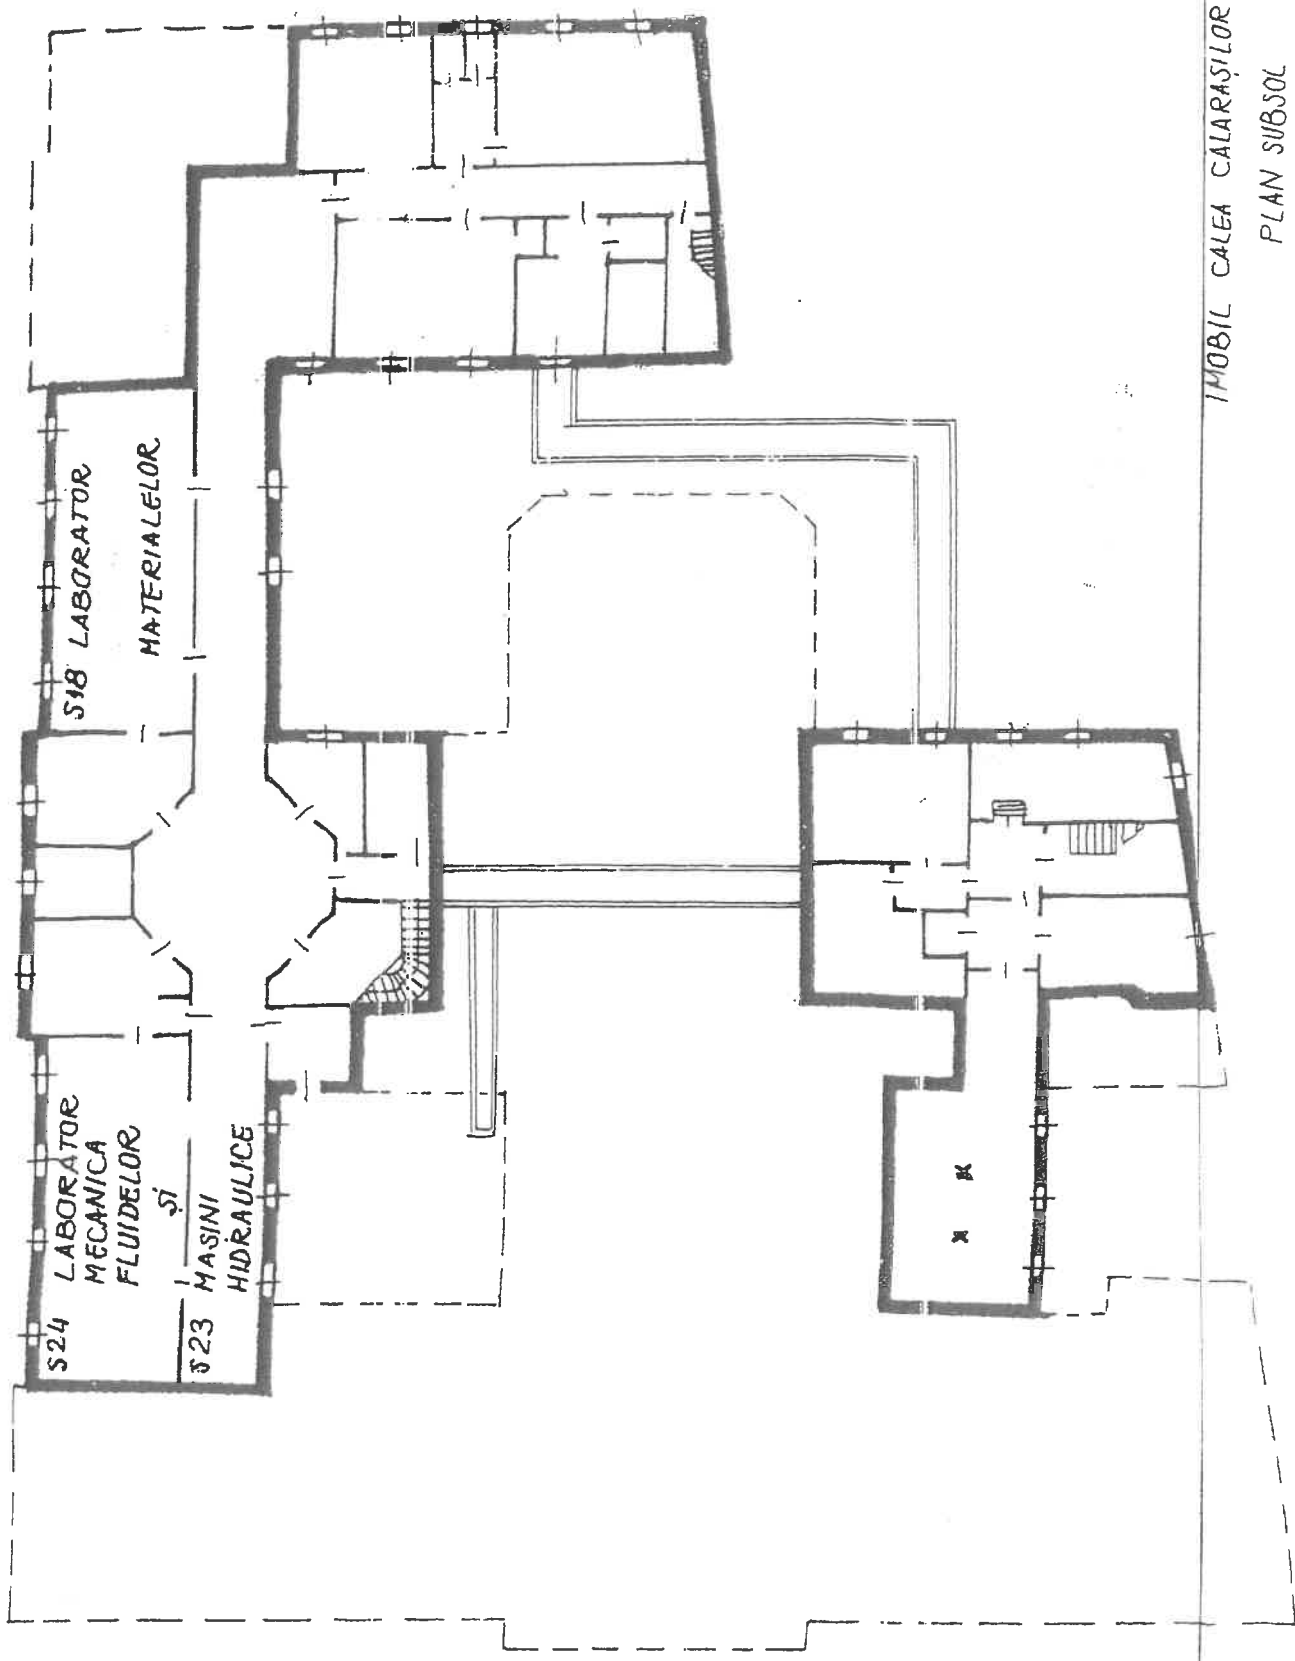 IMOBIL CALEA CALARAȘILOR
PLAN SUBSOL
S24 LABORATOR
MECANICA
FLUIDELOR
ȘI
S23 MASINI
HIDRAULICE
S18 LABORATOR
MATERIALELOR